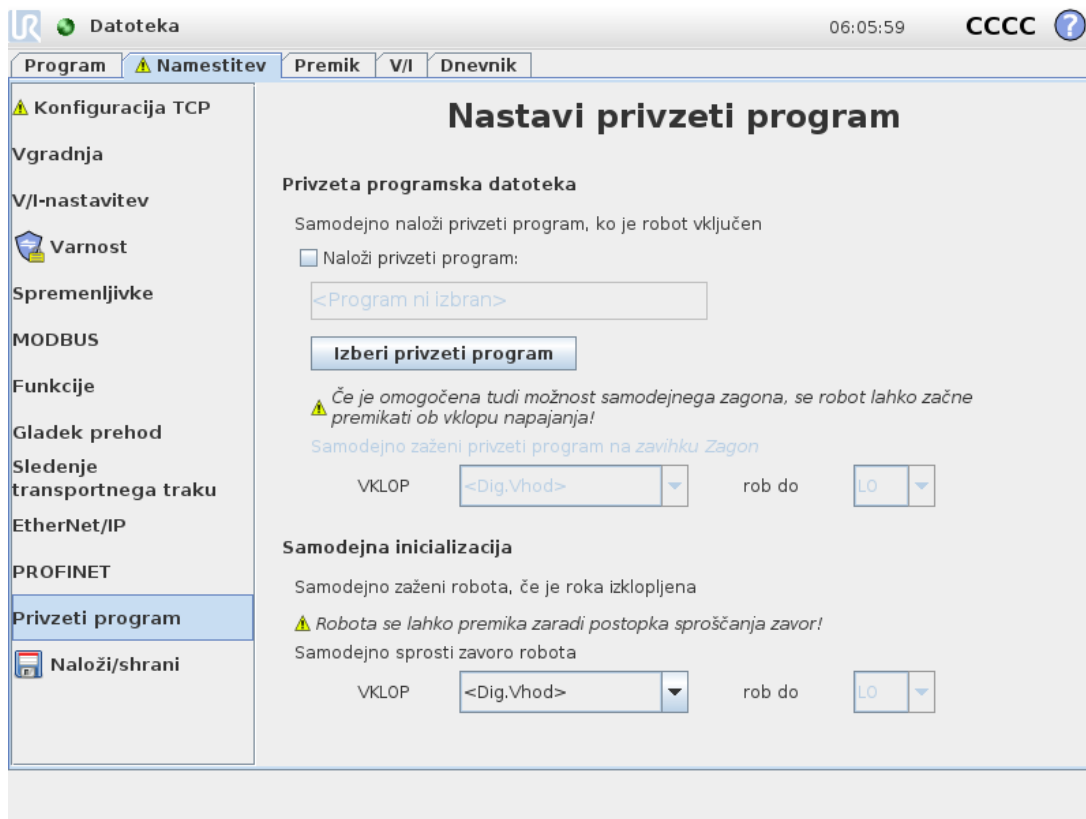 UR Datoteka 06:05:59 CCCC ?
Program Namestitev Premik V/I Dnevnik
Konfiguracija TCP
Vgradnja
V/I-nastavitev
Varnost
Spremenljivke
MODBUS
Funkcije
Gladek prehod
Sledenje
transportnega traku
EtherNet/IP
PROFINET
Privzeti program
Naloži/shrani
Nastavi privzeti program
Privzeta programska datoteka
Samodejno naloži privzeti program, ko je robot vključen
Naloži privzeti program:
<Program ni izbran>
Izberi privzeti program
Če je omogočena tudi možnost samodejnega zagona, se robot lahko začne
premikati ob vklopu napajanja!
Samodejno zaženi privzeti program na zavihku Zagon
VKLOP <Dig.Vhod> rob do LO
Samodejna inicializacija
Samodejno zaženi robota, če je roka izklopljena
Robota se lahko premika zaradi postopka sproščanja zavor!
Samodejno sprosti zavoro robota
VKLOP <Dig.Vhod> rob do LO